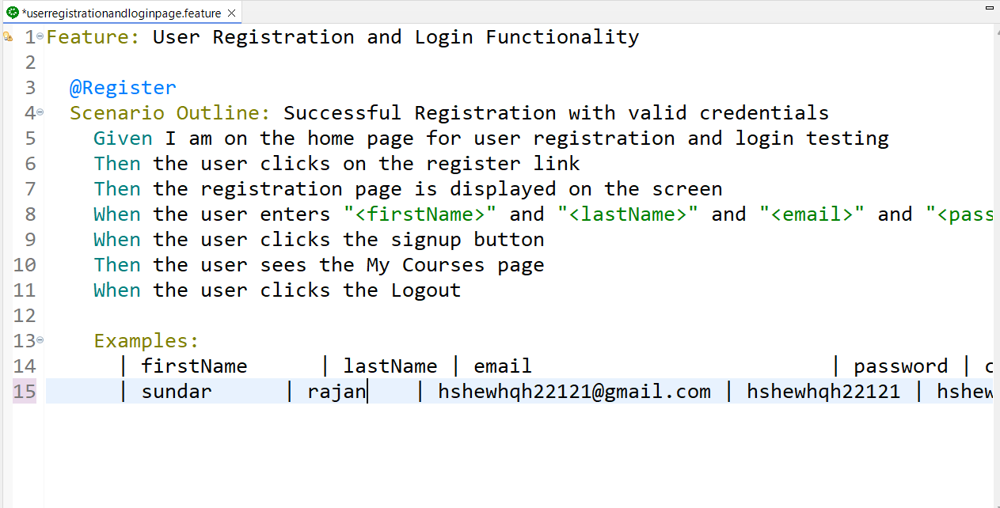 *userregistrationandloginpage.feature
1 Feature: User Registration and Login Functionality
2
3 @Register
4 Scenario Outline: Successful Registration with valid credentials
5 Given I am on the home page for user registration and login testing
6 Then the user clicks on the register link
7 Then the registration page is displayed on the screen
8 When the user enters "<firstName>" and "<lastName>" and "<email>" and "<pass
9 When the user clicks the signup button
10 Then the user sees the My Courses page
11 When the user clicks the Logout
12
13 Examples:
14 | firstName | lastName | email | password | c
15 | sundar | rajan | hshewhqh22121@gmail.com | hshewhqh22121 | hshew